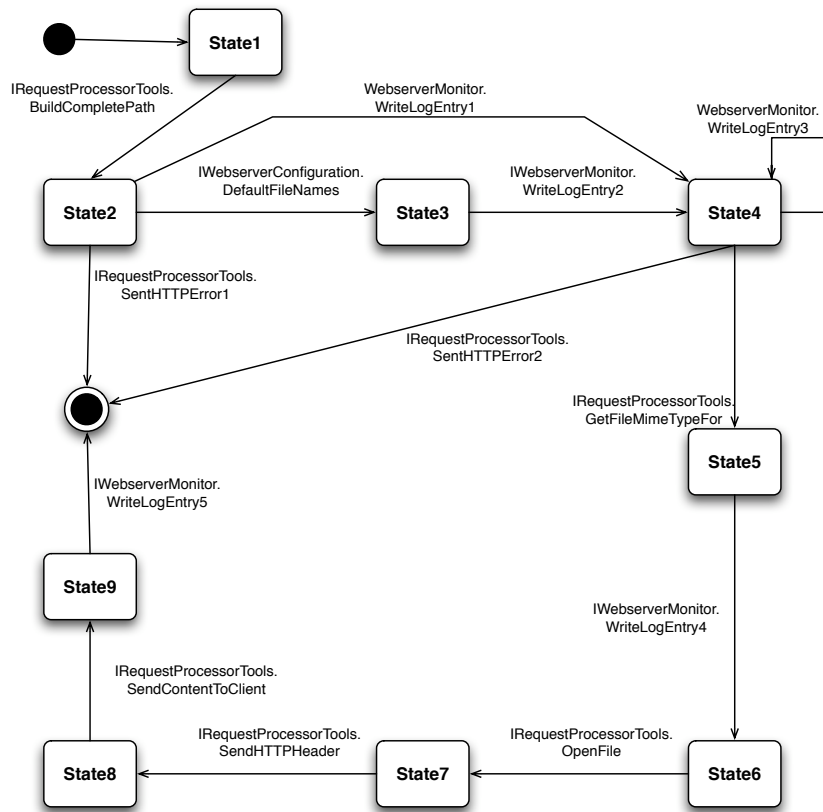 State1
IRequestProcessorTools.
BuildCompletePath
WebserverMonitor.
WriteLogEntry1
WebserverMonitor.
WriteLogEntry3
IWebserverConfiguration.
DefaultFileNames
IWebserverMonitor.
WriteLogEntry2
State2
State3
State4
IRequestProcessorTools.
SentHTTPError1
IRequestProcessorTools.
SentHTTPError2
IRequestProcessorTools.
GetFileMimeTypeFor
State5
IWebserverMonitor.
WriteLogEntry5
State9
IWebserverMonitor.
WriteLogEntry4
IRequestProcessorTools.
SendContentToClient
IRequestProcessorTools.
SendHTTPHeader
IRequestProcessorTools.
OpenFile
State8
State7
State6